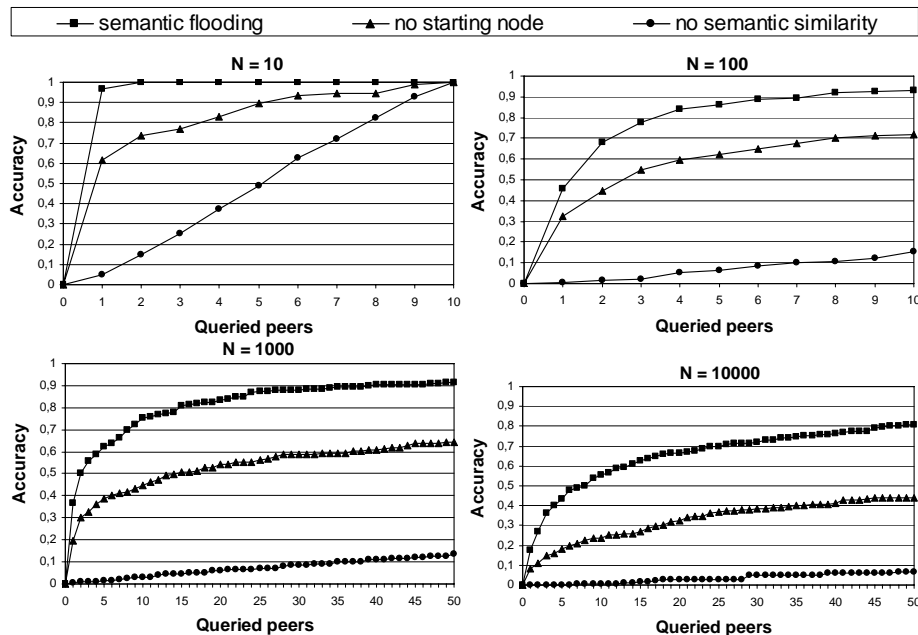 semantic flooding no starting node no semantic similarity
N = 10
1
0,9
0,8
0,7
0,6
0,5
0,4
0,3
0,2
0,1
0
Accuracy
0 1 2 3 4 5 6 7 8 9 10
Queried peers
N = 100
1
0,9
0,8
0,7
0,6
0,5
0,4
0,3
0,2
0,1
0
Accuracy
0 1 2 3 4 5 6 7 8 9 10
Queried peers
N = 1000
1
0,9
0,8
0,7
0,6
0,5
0,4
0,3
0,2
0,1
0
Accuracy
0 5 10 15 20 25 30 35 40 45 50
Queried peers
N = 10000
1
0,9
0,8
0,7
0,6
0,5
0,4
0,3
0,2
0,1
0
Accuracy
0 5 10 15 20 25 30 35 40 45 50
Queried peers